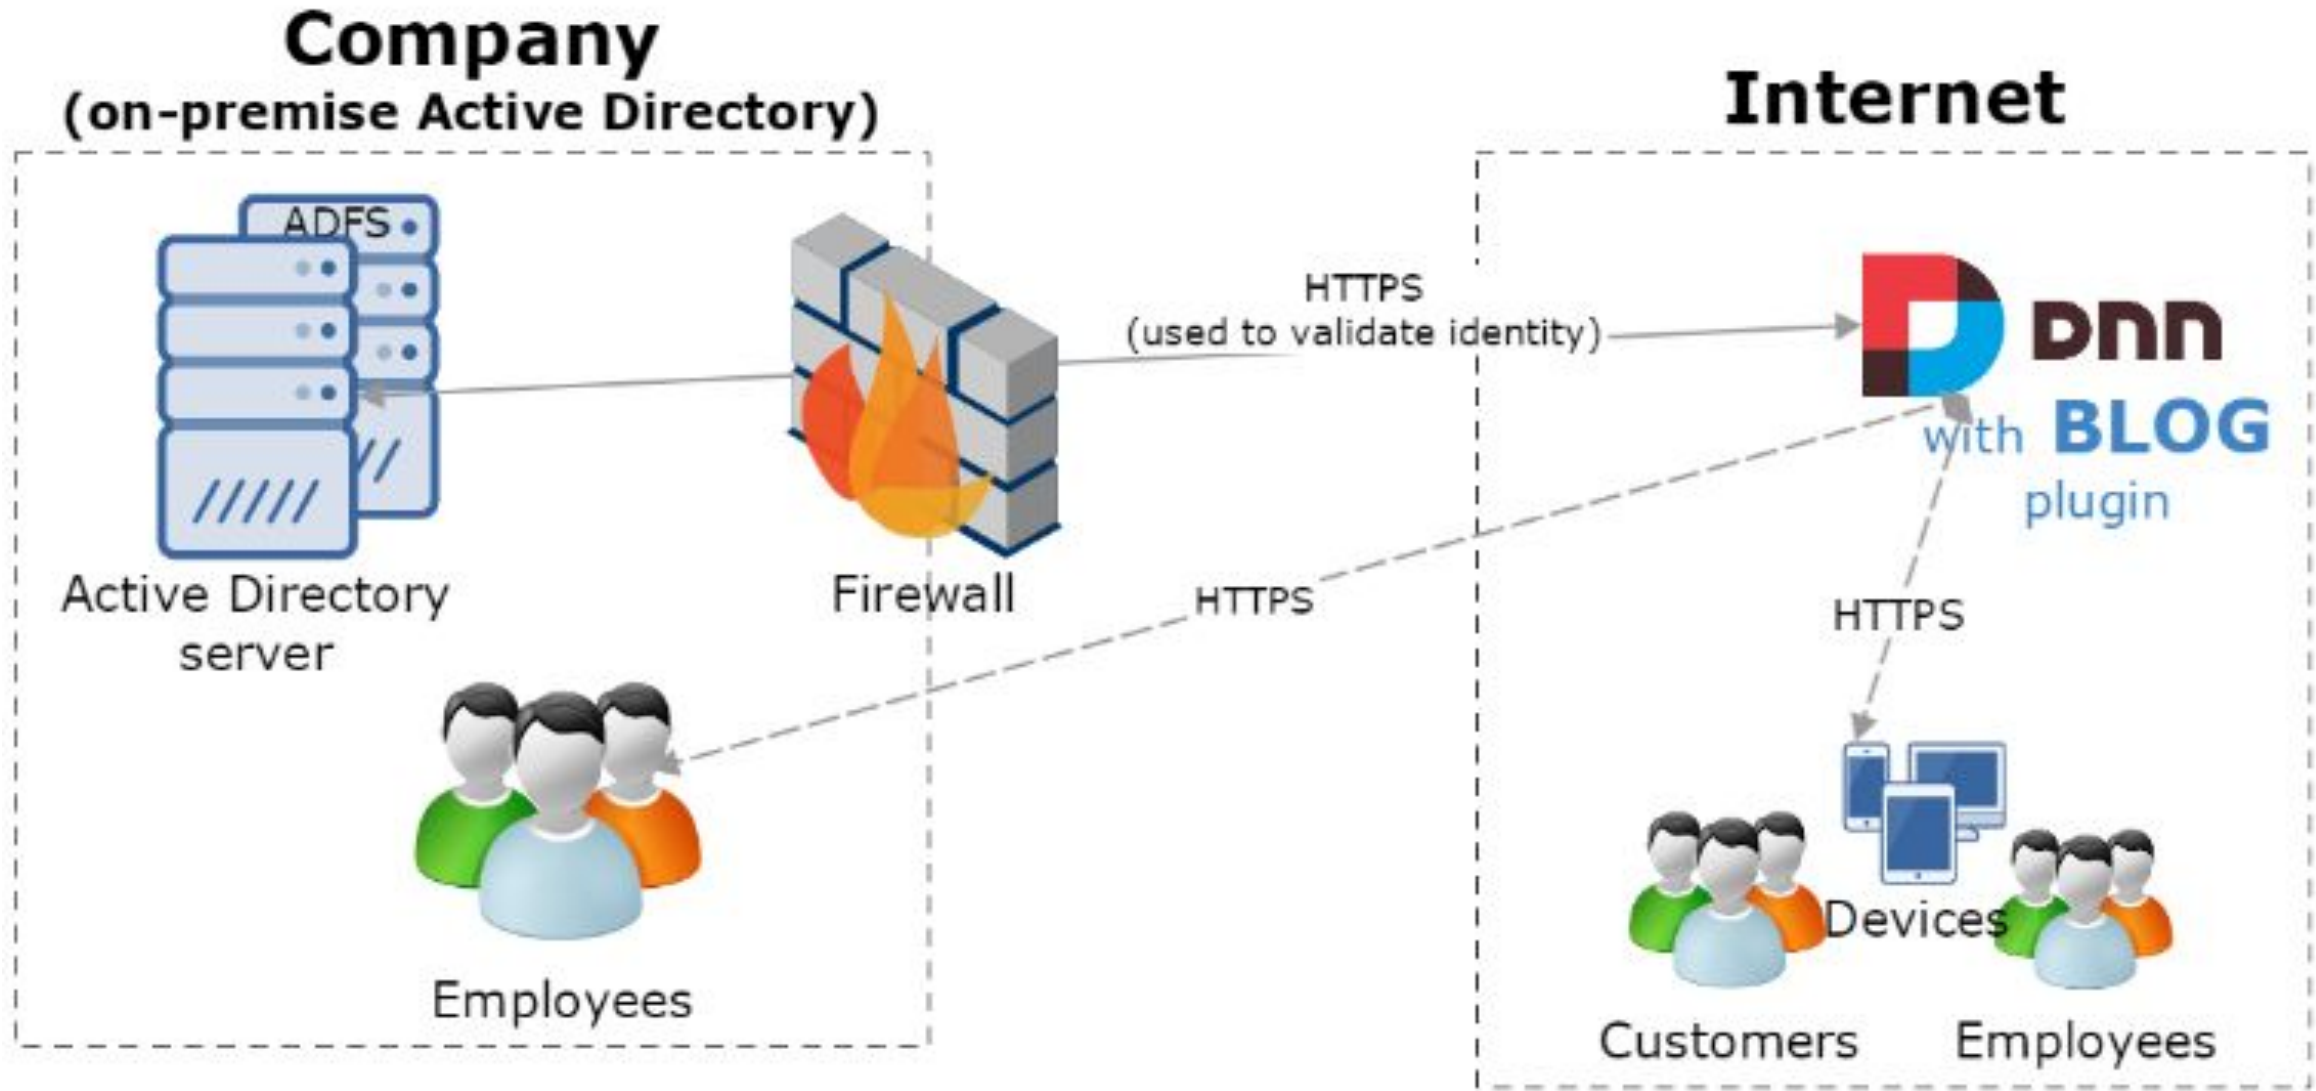 Company
(on-premise Active Directory)
Internet
ADFS
Active Directory
server
Firewall
HTTPS
(used to validate identity)
DNN
with BLOG
plugin
HTTPS
HTTPS
Employees
Devices
Customers
Employees